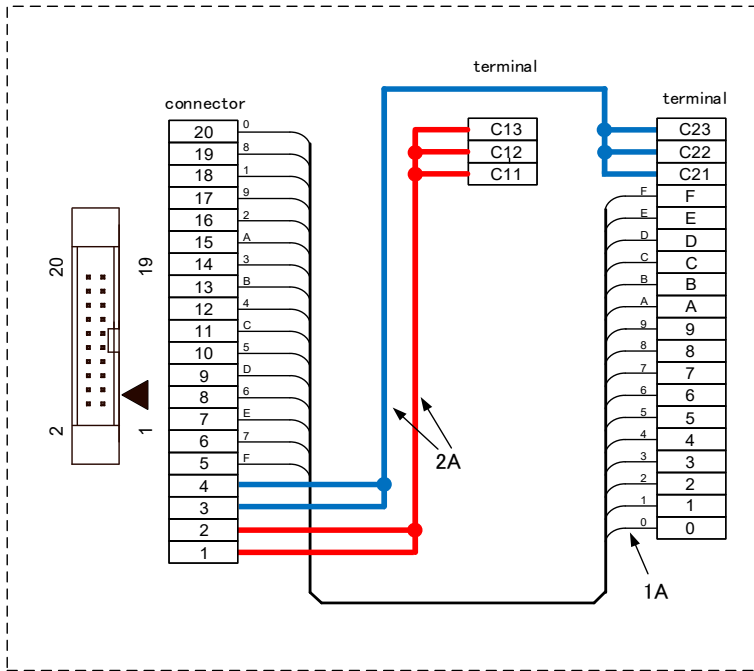 terminal
connector
terminal
20 0
19 8
18 1
17 9
16 2
15 A
14 3
13 B
12 4
11 C
10 5
9 D
8 6
7 E
6 7
5 F
4
3
2
1
C13
C12
C11
C23
C22
C21
F F
E E
D D
C C
B B
A A
9 9
8 8
7 7
6 6
5 5
4 4
3 3
2 2
1 1
0 0
20
19
2
1
2A
1A